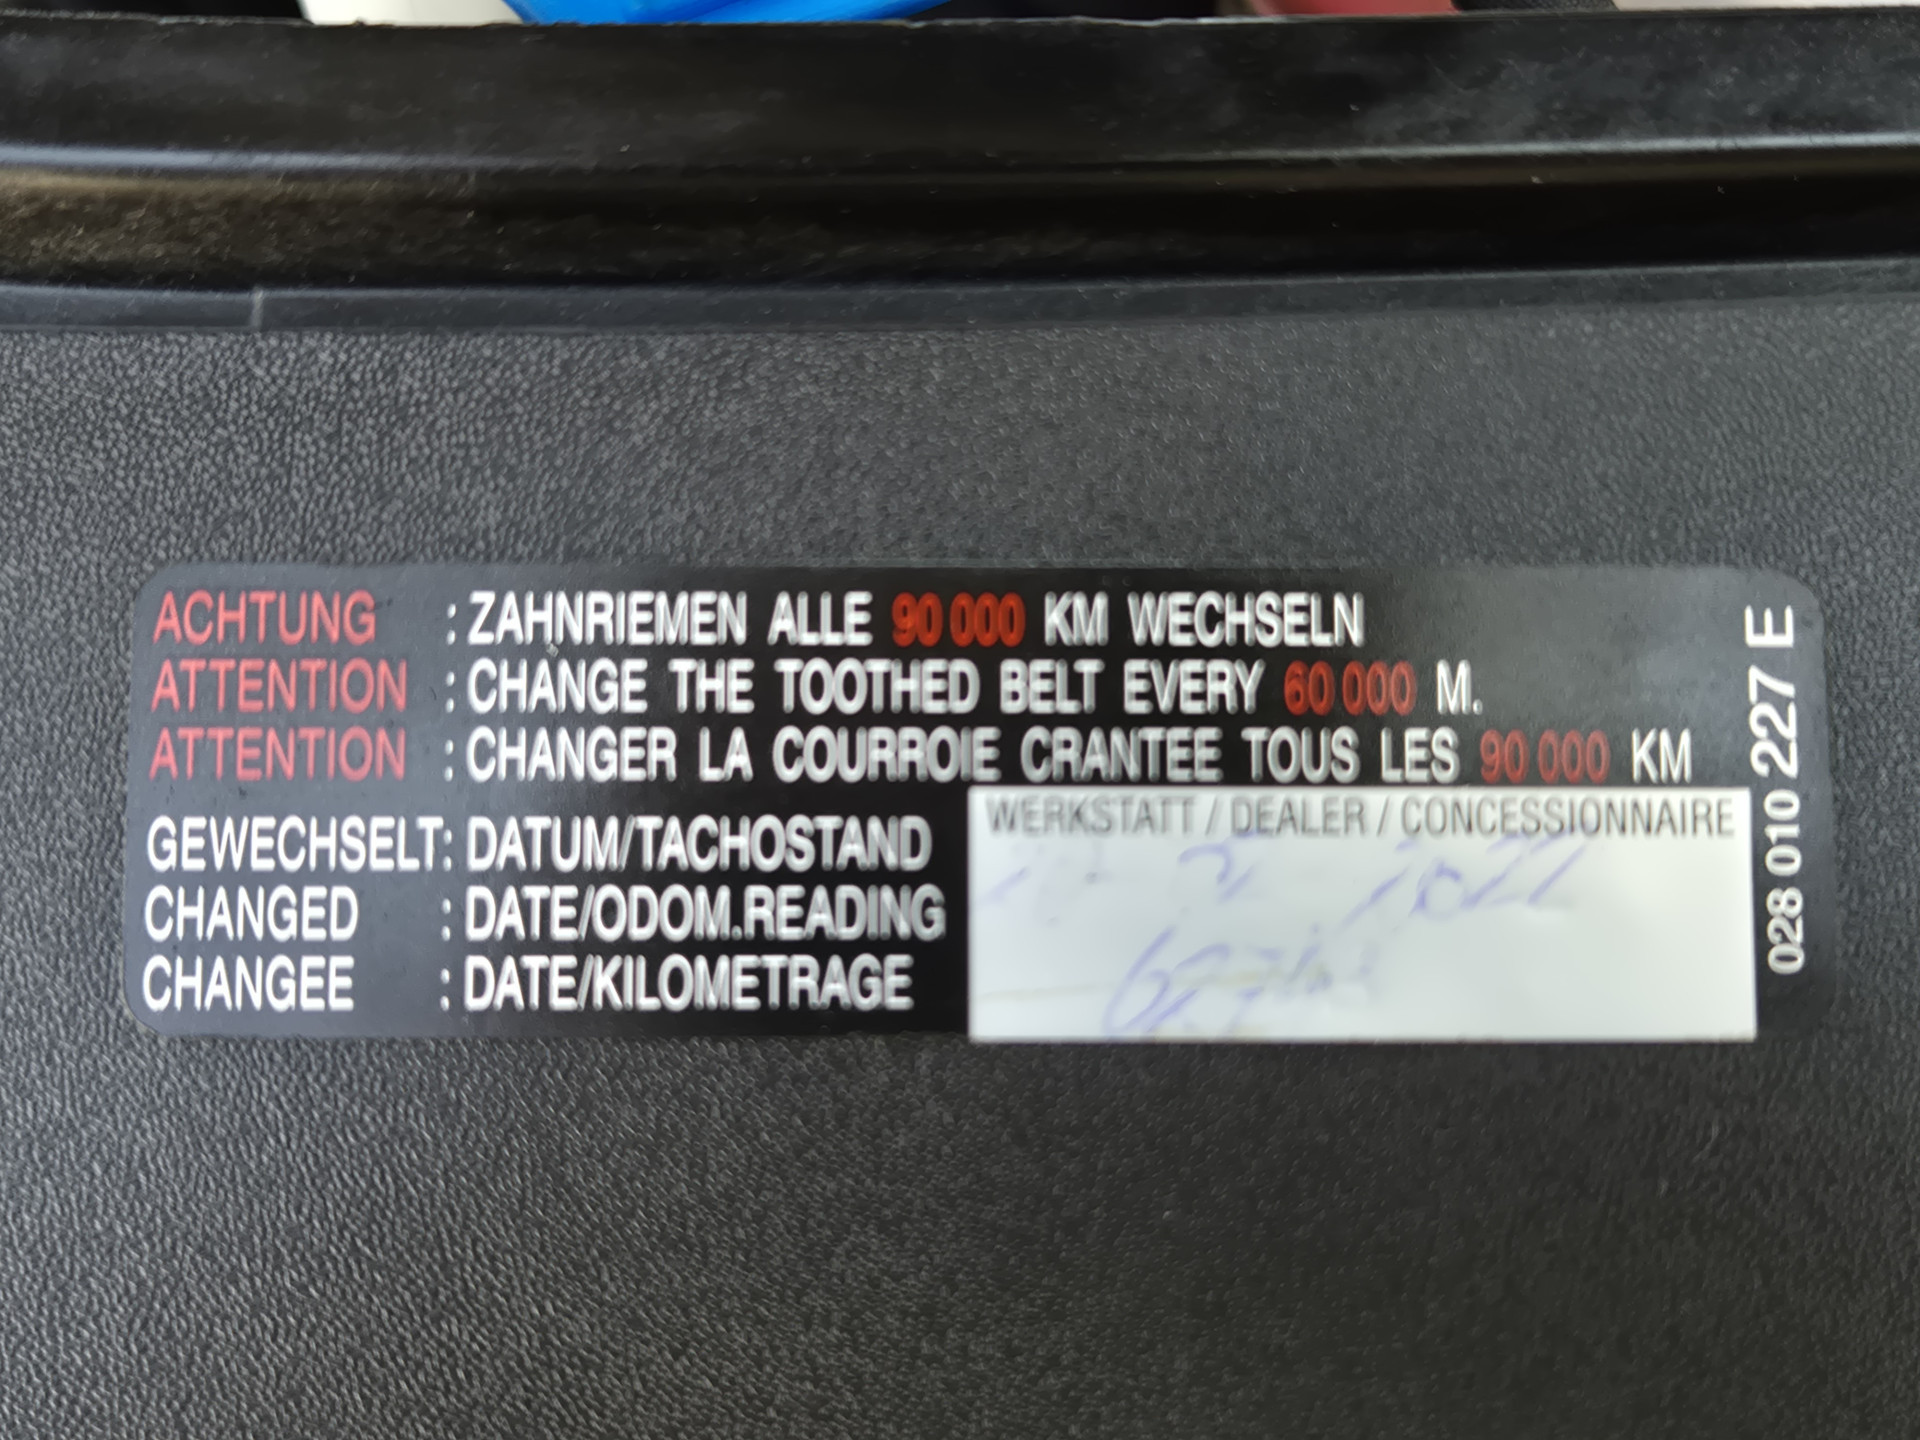 ACHTUNG : ZAHNRIEMEN ALLE 90 000 KM WECHSELN
ATTENTION : CHANGE THE TOOTHED BELT EVERY 60 000 M.
ATTENTION : CHANGER LA COURROIE CRANTEE TOUS LES 90 000 KM
GEWECHSELT: DATUM/TACHOSTAND
CHANGED : DATE/ODOM.READING
CHANGEE : DATE/KILOMETRAGE
WERKSTATT / DEALER / CONCESSIONNAIRE
028 010 227 E